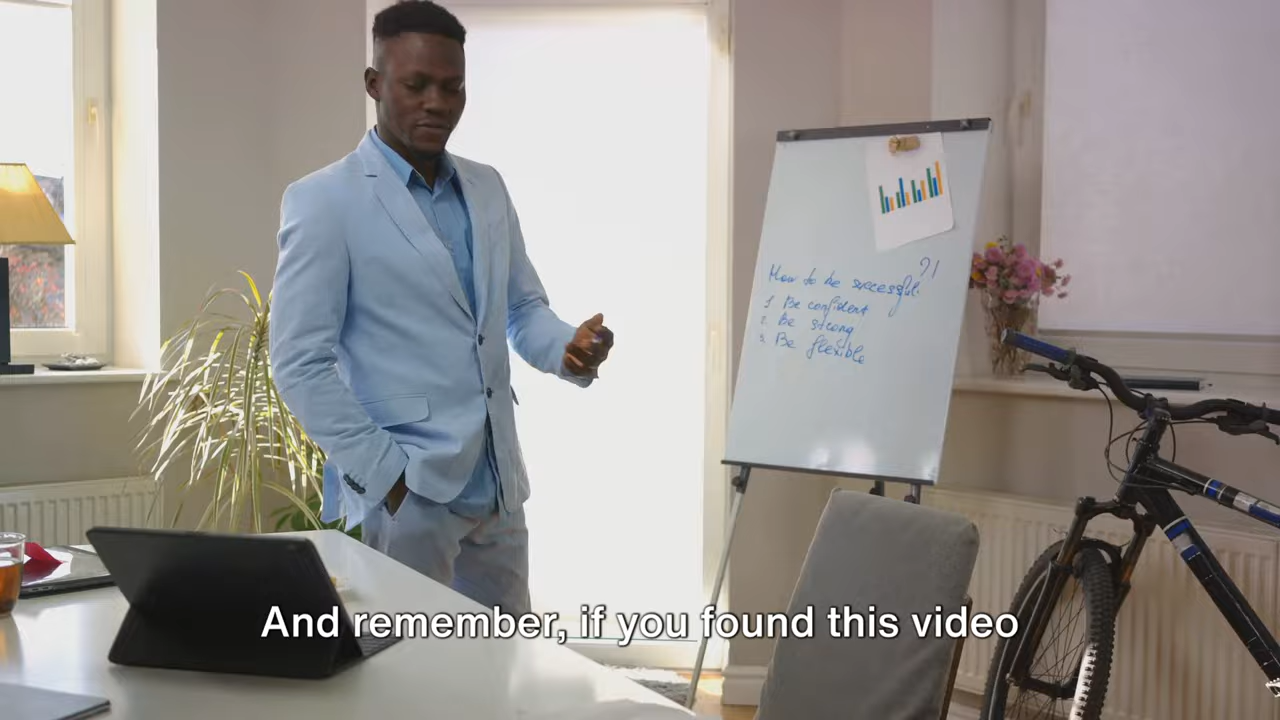 How to be successful?!
1. Be confident
2. Be strong
3. Be flexible
And remember, if you found this video